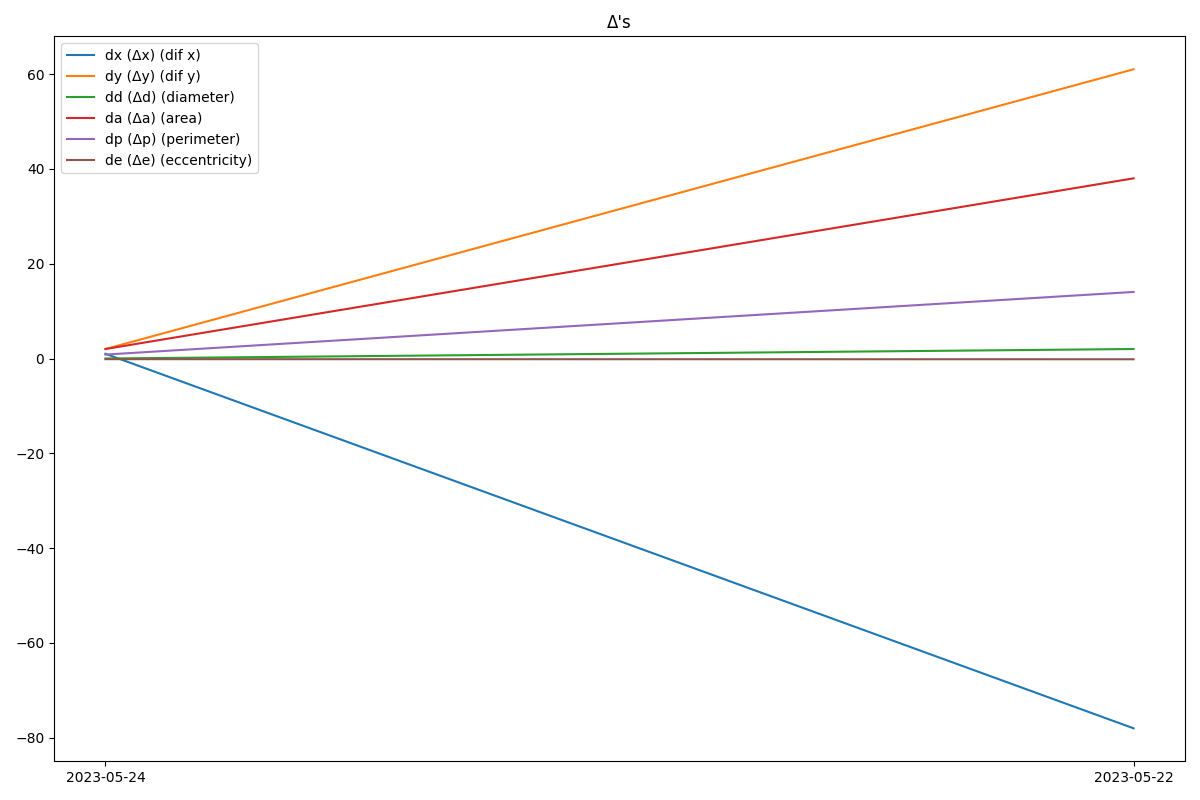 Δ's
dx (Δx) (dif x)
dy (Δy) (dif y)
dd (Δd) (diameter)
da (Δa) (area)
dp (Δp) (perimeter)
de (Δe) (eccentricity)
60
40
20
0
−20
−40
−60
−80
2023-05-24 2023-05-22